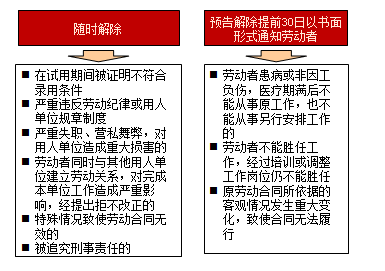 随时解除
在试用期间被证明不符合
录用条件
严重违反劳动纪律或用人
单位规章制度
严重失职、营私舞弊，对
用人单位造成重大损害的
劳动者同时与其他用人单
位建立劳动关系，对完成
本单位工作造成严重影
响，经提出拒不改正的
特殊情况致使劳动合同无
效的
被追究刑事责任的
预告解除提前30日以书面
形式通知劳动者
劳动者患病或非因工
负伤，医疗期满后不
能从事原工作，也不
能从事另行安排工作
的
劳动者不能胜任工
作，经过培训或调整
工作岗位仍不能胜任
原劳动合同所依据的
客观情况发生重大变
化，致使合同无法履
行